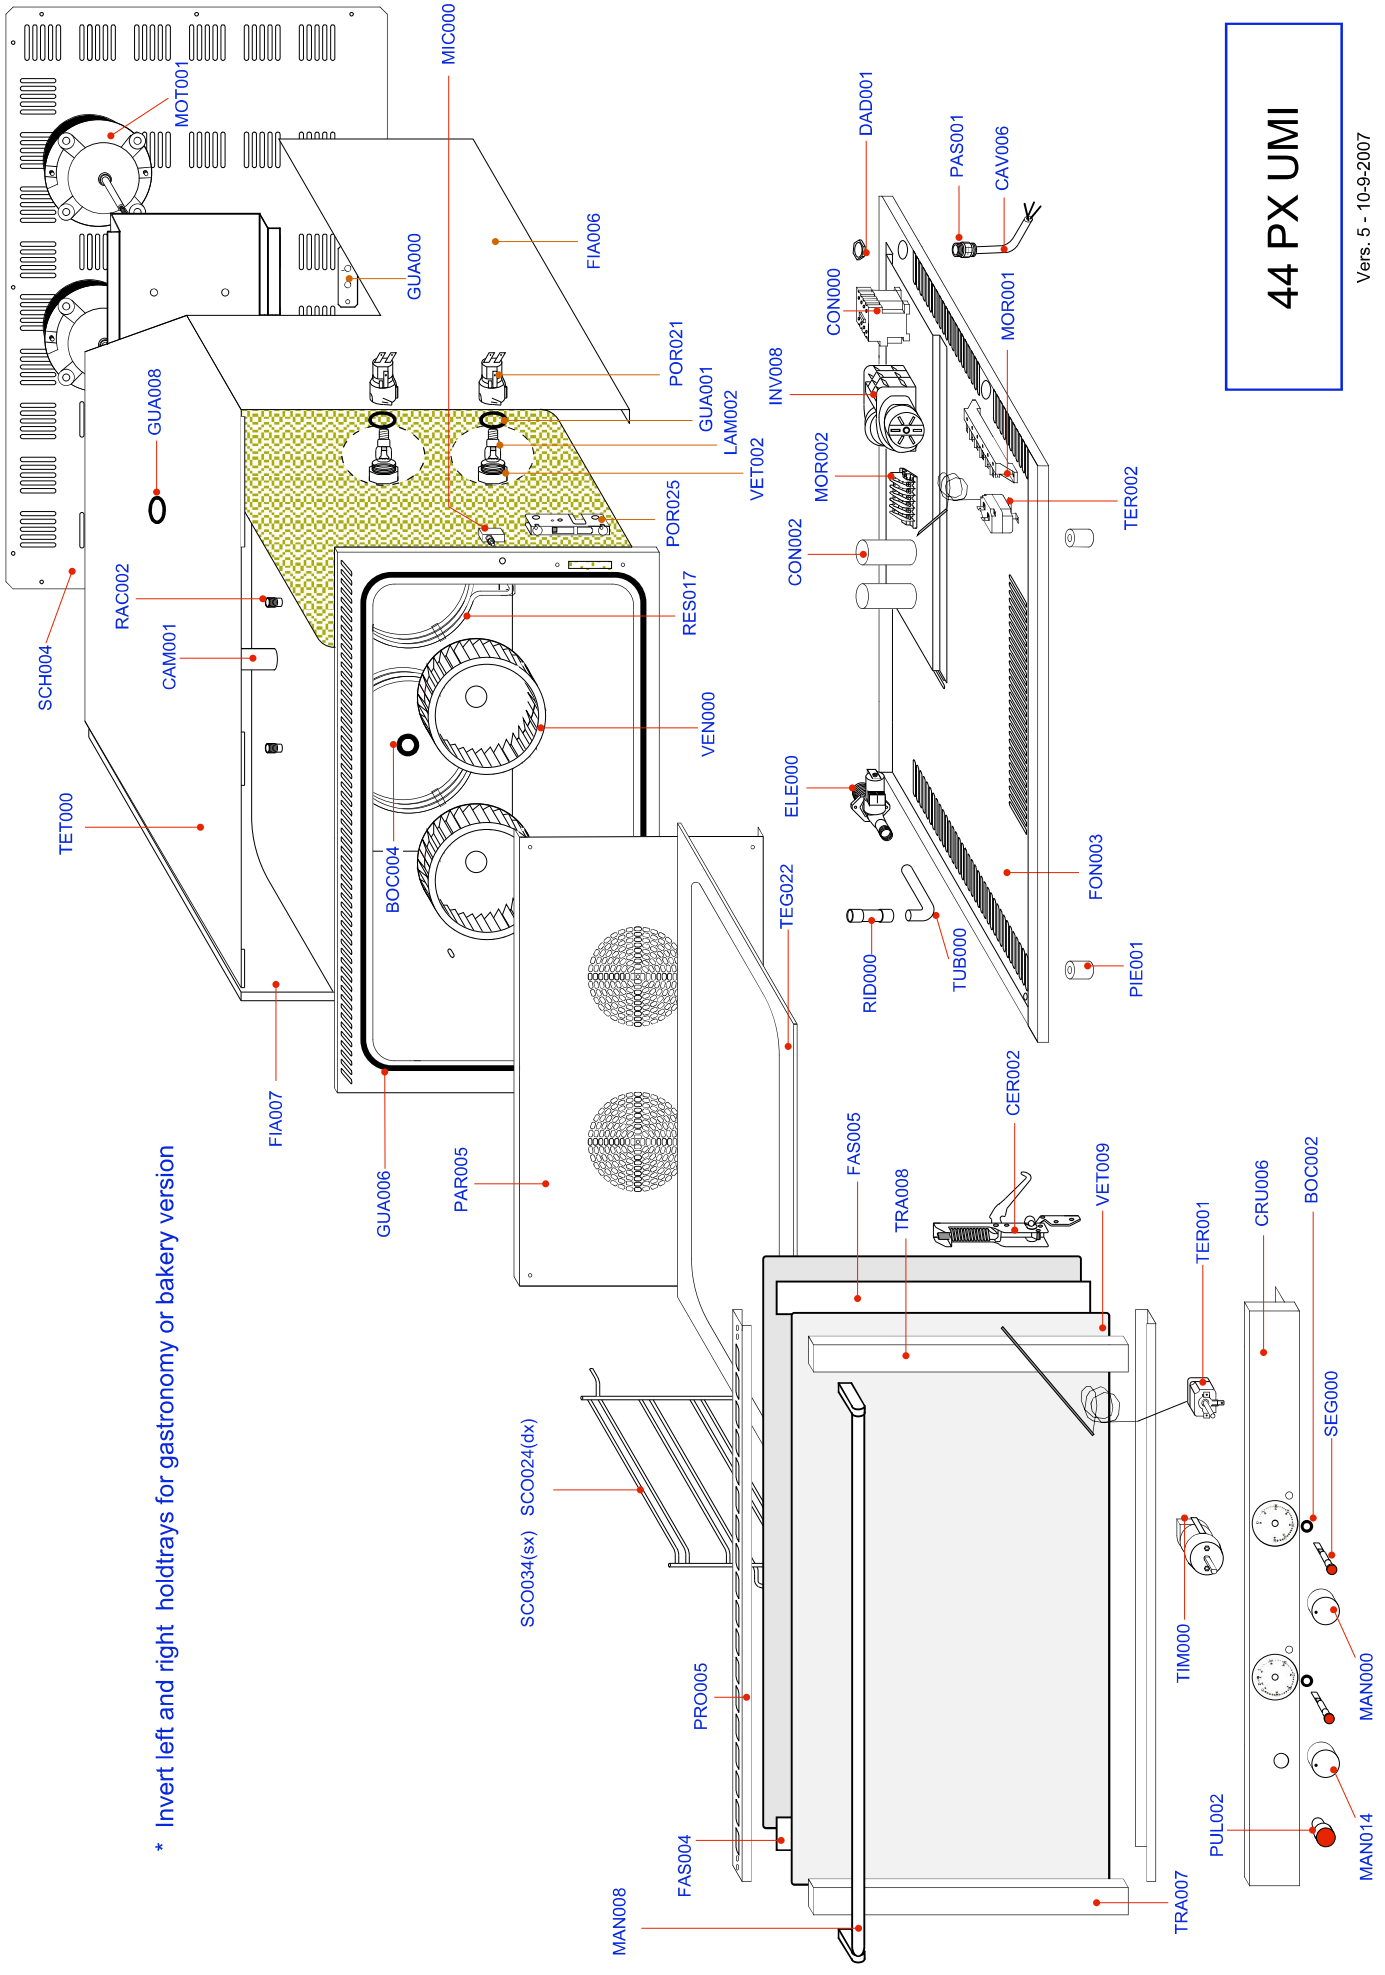 44 PX UMI
Vers. 5 - 10-9-2007
* Invert left and right holdtrays for gastronomy or bakery version
SCH004
MOT001
MIC000
GUA008
RAC002
CAM001
TET000
FIA007
GUA006
GUA000
FIA006
POR021
GUA001
LAM002
VET002
POR025
RES017
VEN000
BOC004
PAR005
TEG022
SCO034(sx) SCO024(dx)
PRO005
FAS004
MAN008
FAS005
TRA008
CER002
VET009
TRA007
DAD001
PAS001
CAV006
CON000
INV008
MOR001
MOR002
CON002
TER002
ELE000
FON003
RID000
TUB000
PIE001
TER001
CRU006
BOC002
SEG000
TIM000
MAN000
PUL002
MAN014